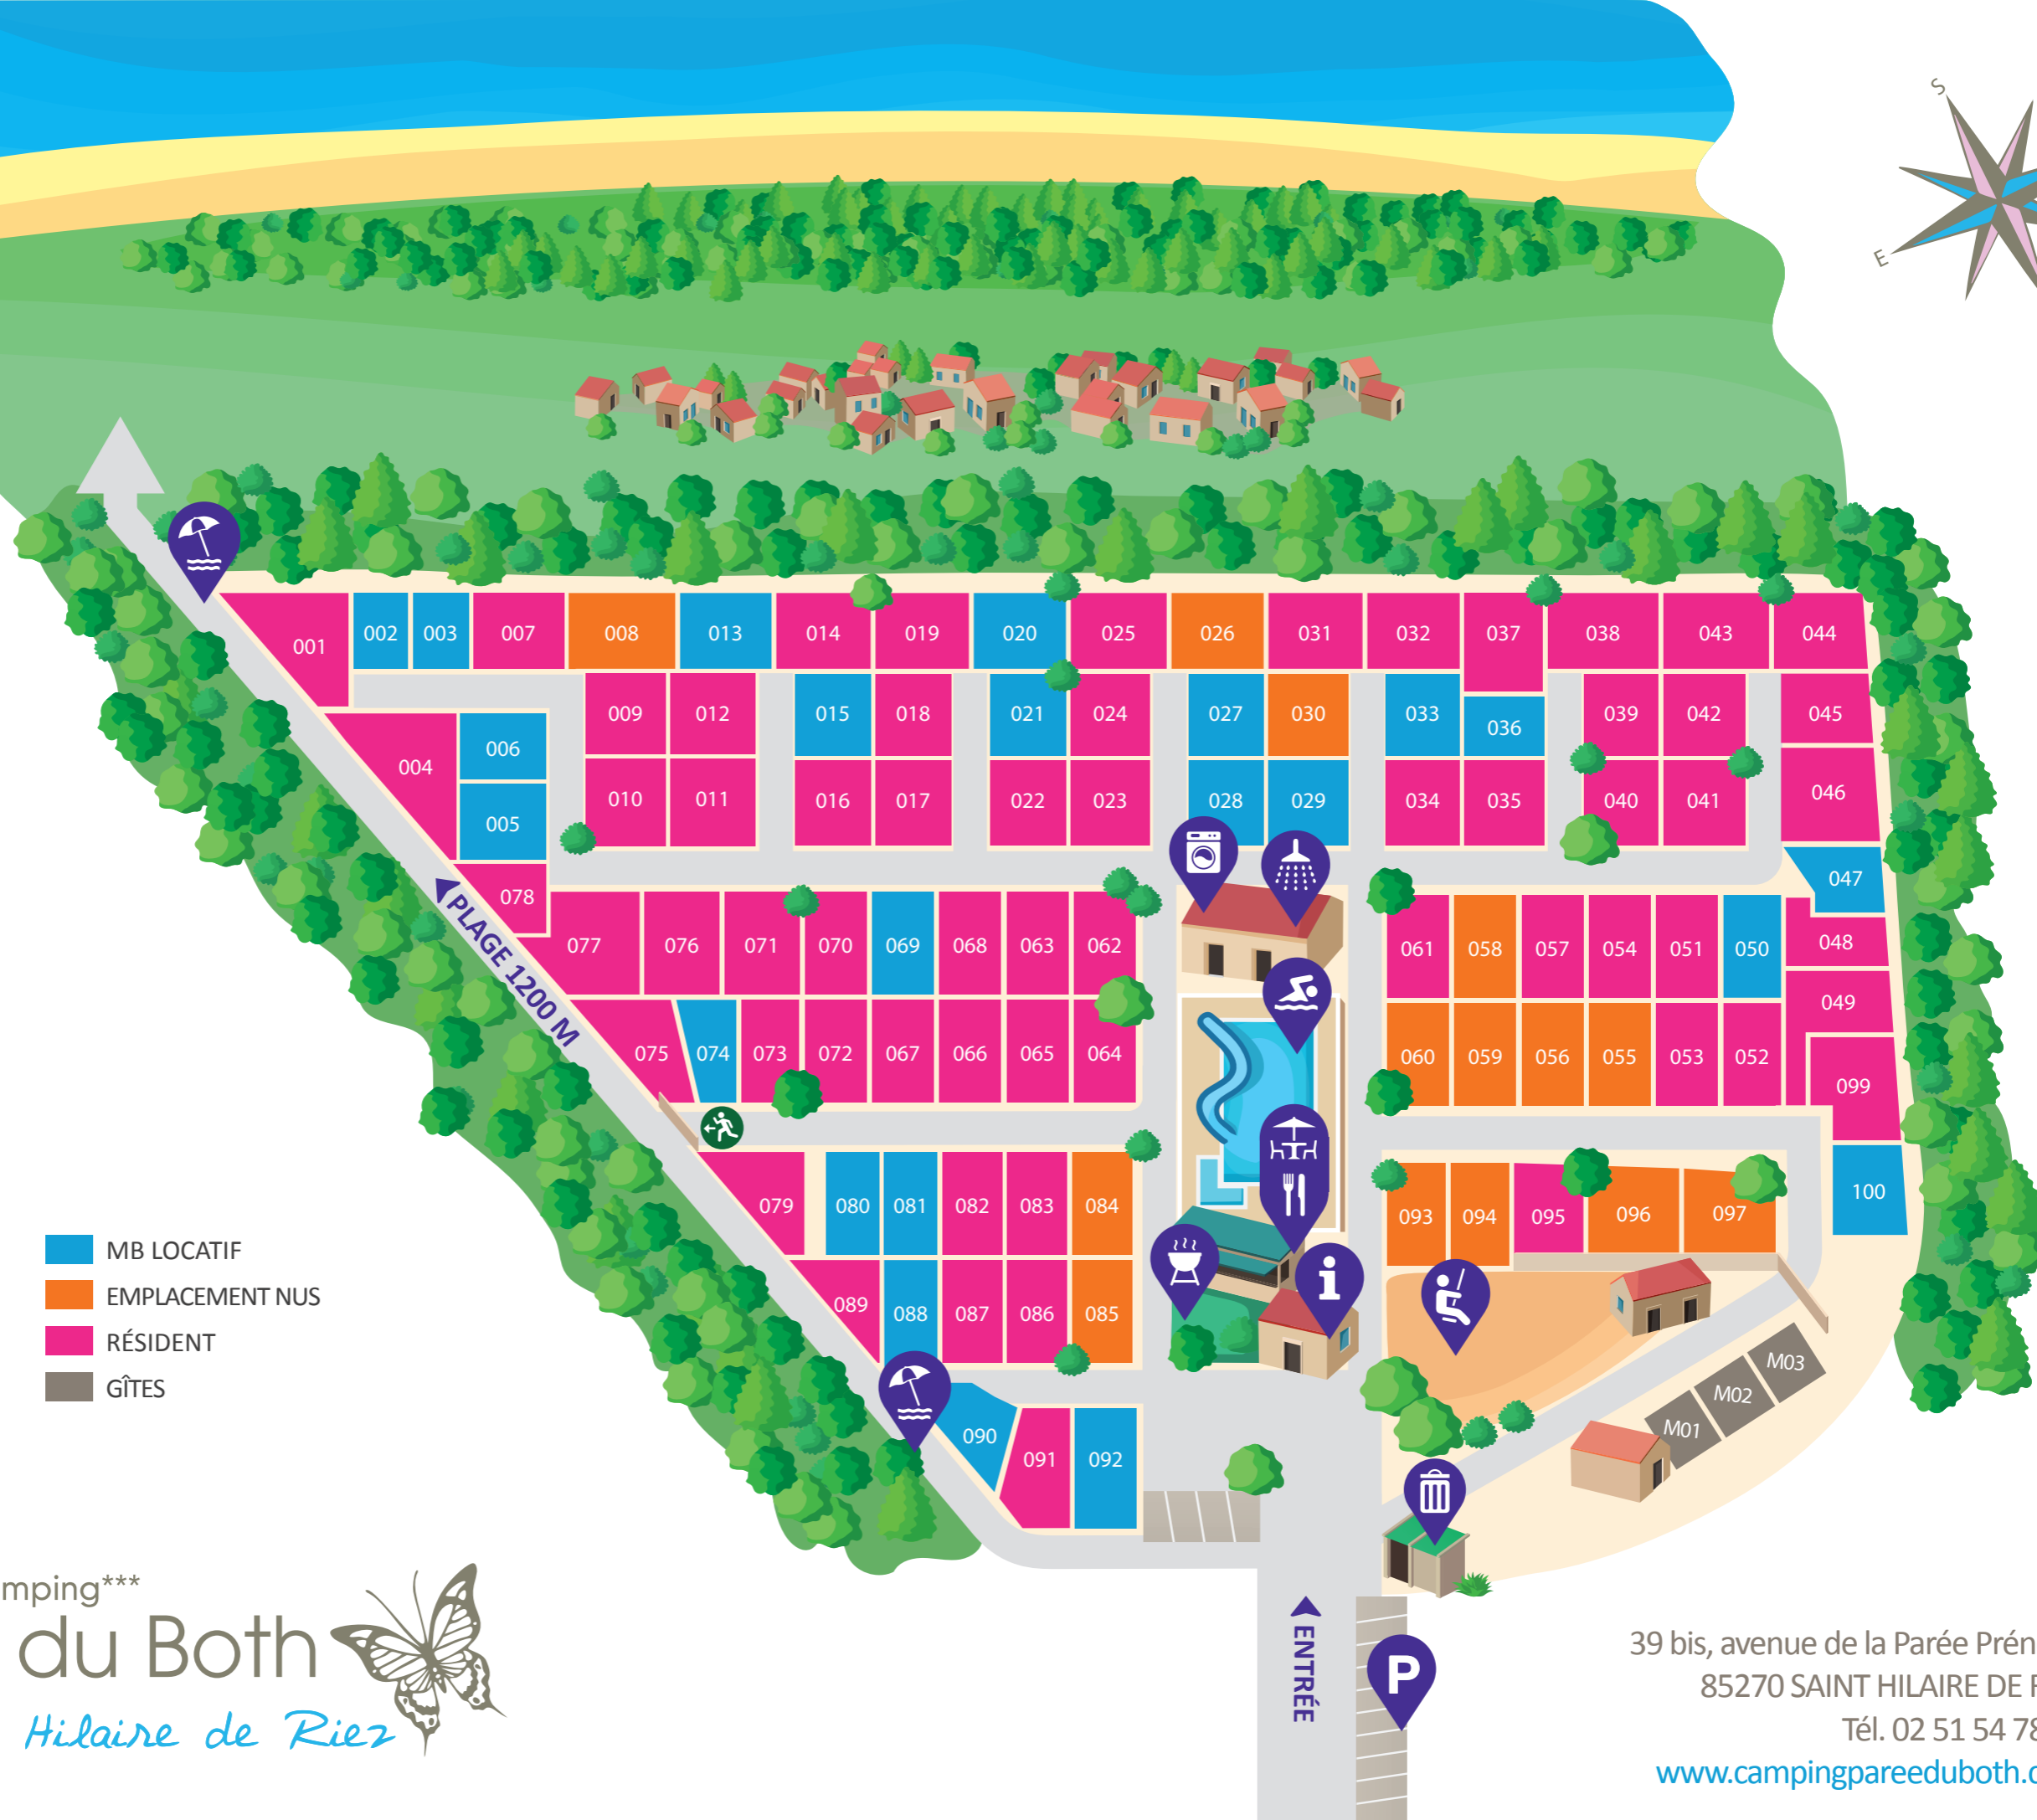 S
E
001 002 003 007 008 013 014 019 020 025 026 031 032 037 038 043 044
009 012 015 018 021 024 027 030 033 036 039 042 045
004 006
010 011 016 017 022 023 028 029 034 035 040 041 046
005
047
078
PLAGE 1200 M
077 076 071 070 069 068 063 062
061 058 057 054 051 050 048
049
075 074 073 072 067 066 065 064
060 059 056 055 053 052 099
079 080 081 082 083 084
093 094 095 096 097 100
089 088 087 086 085
i
MB LOCATIF
EMPLACEMENT NUS
RÉSIDENT
GÎTES
M03
M02
M01
090 091 092
ENTRÉE
P
mping***
du Both
Hilaire de Riez
39 bis, avenue de la Parée
85270 SAINT HILAIRE DE
Tél. 02 51 54 78
www.campingpareeduboth.